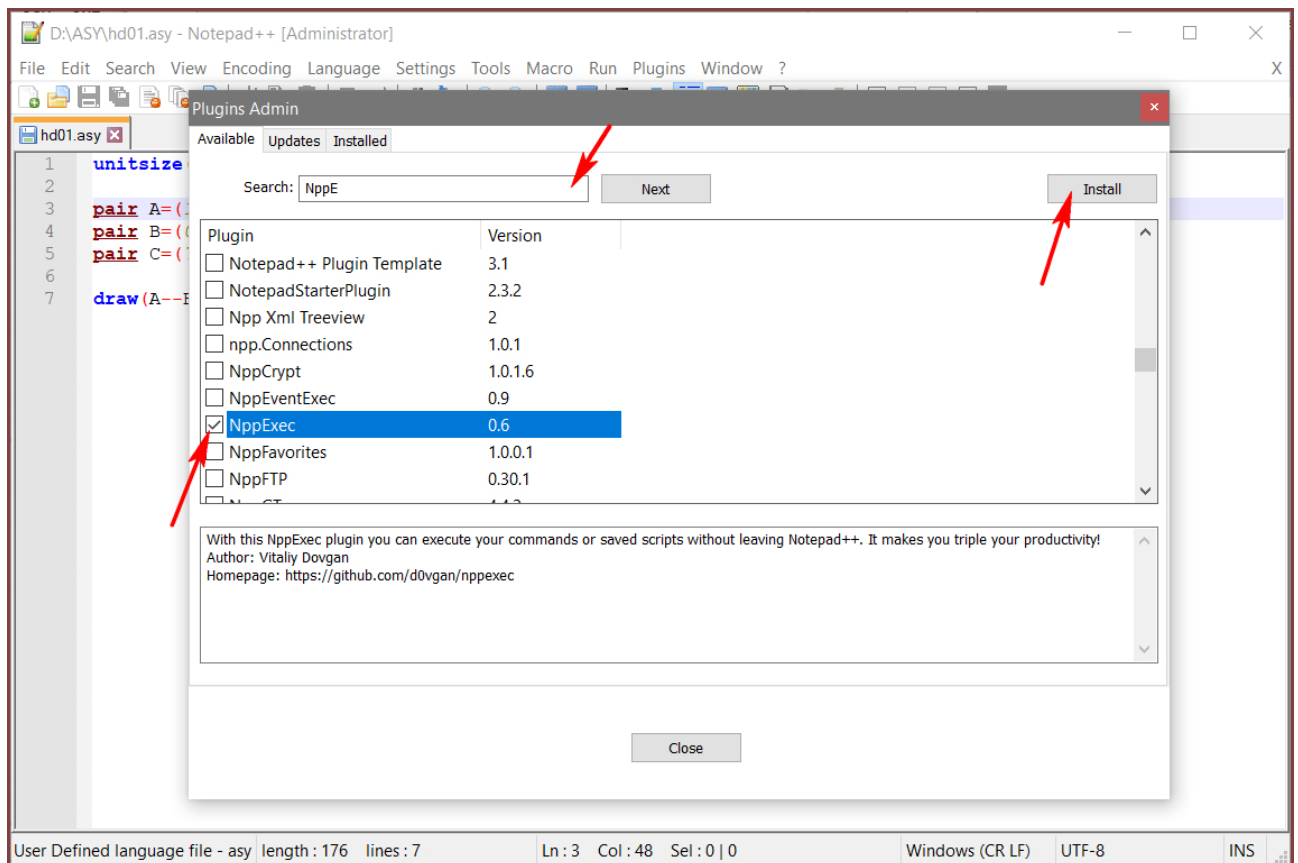 D:\ASY\hd01.asy - Notepad++ [Administrator]
File Edit Search View Encoding Language Settings Tools Macro Run Plugins Window ? X
Plugins Admin
hd01.asy
Available Updates Installed
Search: NppE Next Install
Plugin Version
Notepad++ Plugin Template 3.1
NotepadStarterPlugin 2.3.2
Npp Xml Treeview 2
npp.Connections 1.0.1
NppCrypt 1.0.1.6
NppEventExec 0.9
NppExec 0.6
NppFavorites 1.0.0.1
NppFTP 0.30.1
With this NppExec plugin you can execute your commands or saved scripts without leaving Notepad++. It makes you triple your productivity!
Author: Vitaliy Dovgan
Homepage: https://github.com/d0vgan/nppexec
Close
1 unitsize
2
3 pair A=(
4 pair B=(
5 pair C=(
6
7 draw(A--
User Defined language file - asy length : 176 lines : 7 Ln : 3 Col : 48 Sel : 0 | 0 Windows (CR LF) UTF-8 INS